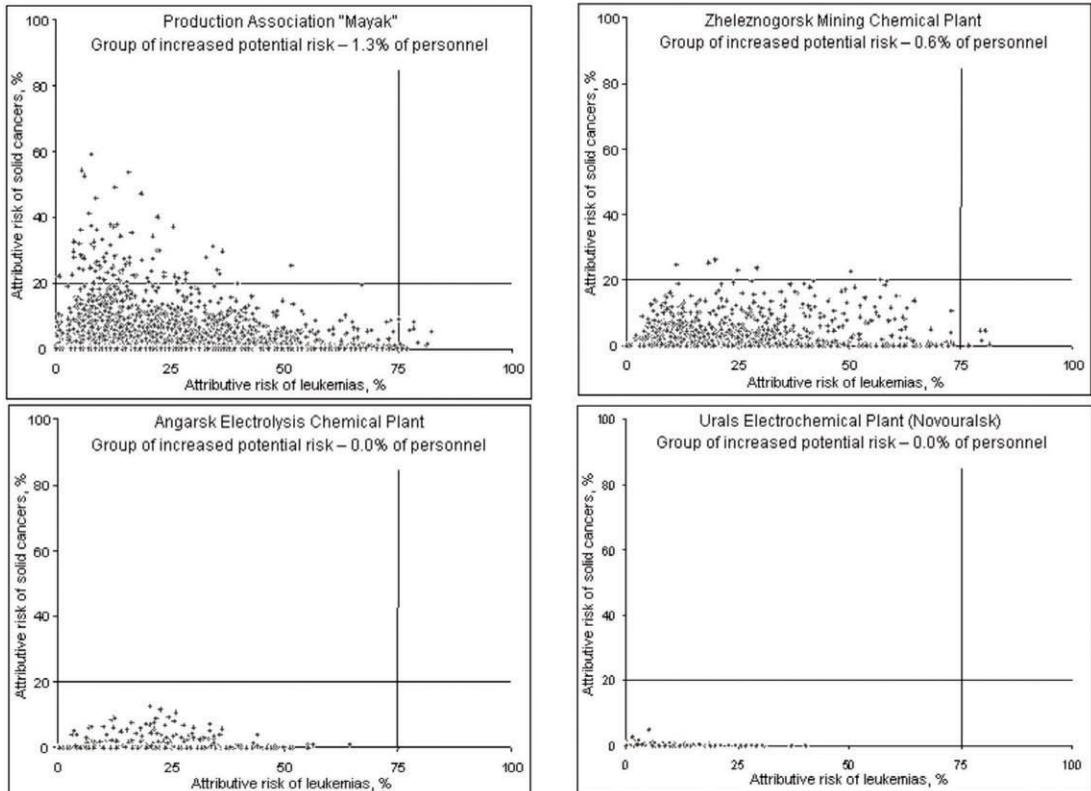 Production Association "Mayak"
Group of increased potential risk – 1.3% of personnel
Attributive risk of solid cancers, %
100
80
60
40
20
0
0 25 50 75 100
Attributive risk of leukemias, %
Zheleznogorsk Mining Chemical Plant
Group of increased potential risk – 0.6% of personnel
Attributive risk of solid cancers, %
100
80
60
40
20
0
0 25 50 75 100
Attributive risk of leukemias, %
Angarsk Electrolysis Chemical Plant
Group of increased potential risk – 0.0% of personnel
Attributive risk of solid cancers, %
100
80
60
40
20
0
0 25 50 75 100
Attributive risk of leukemias, %
Urals Electrochemical Plant (Novouralsk)
Group of increased potential risk – 0.0% of personnel
Attributive risk of solid cancers, %
100
80
60
40
20
0
0 25 50 75 100
Attributive risk of leukemias, %